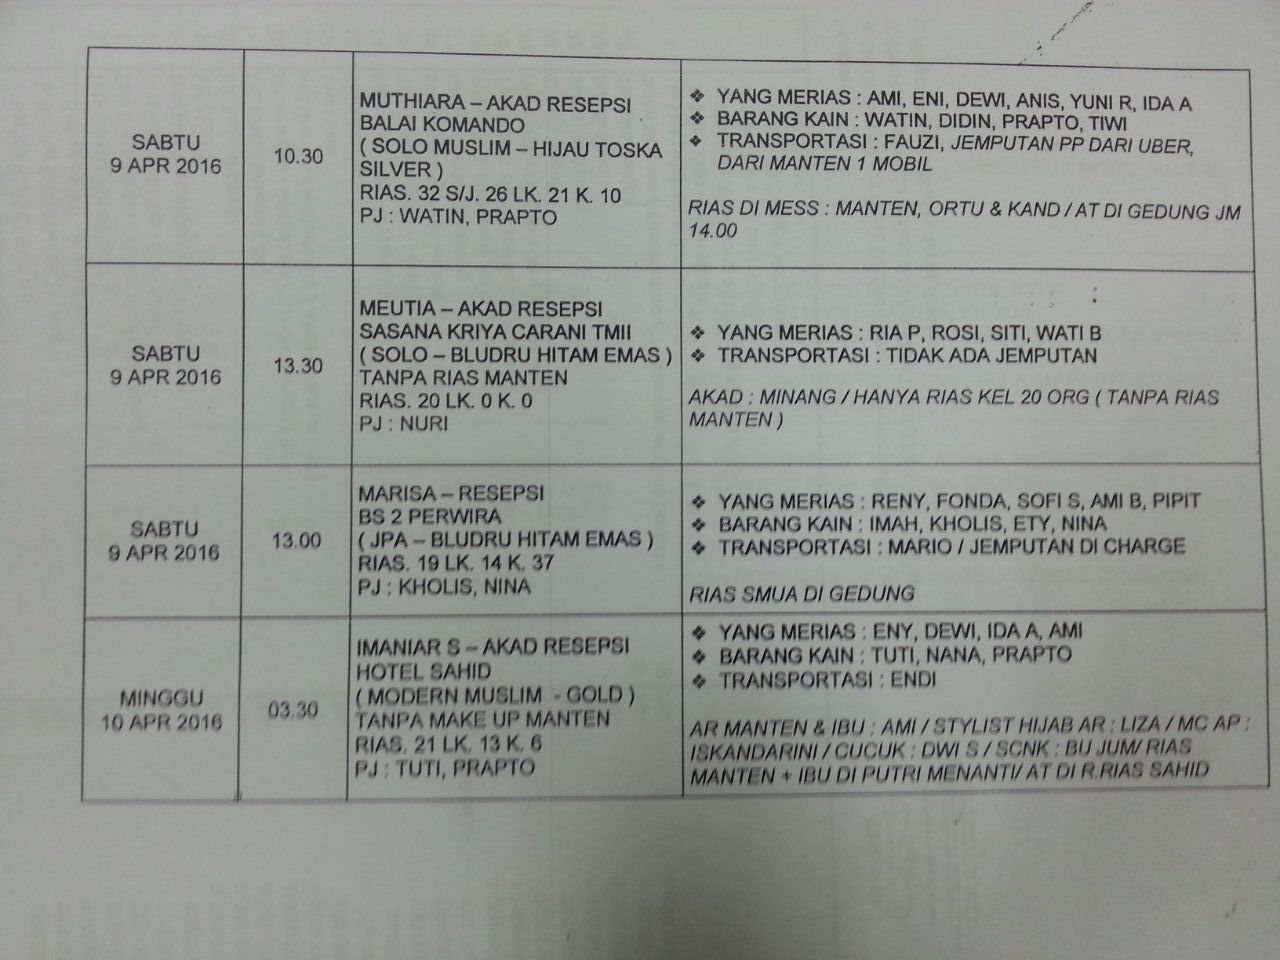 SABTU
9 APR 2016
10.30
MUTHIARA – AKAD RESEPSI
BALAI KOMANDO
( SOLO MUSLIM – HIJAU TOSKA
SILVER )
RIAS. 32 S/J. 26 LK. 21 K. 10
PJ : WATIN, PRAPTO
❖ YANG MERIAS : AMI, ENI, DEWI, ANIS, YUNI R, IDA A
❖ BARANG KAIN : WATIN, DIDIN, PRAPTO, TIWI
❖ TRANSPORTASI : FAUZI, JEMPUTAN PP DARI UBER,
DARI MANTEN 1 MOBIL
RIAS DI MESS : MANTEN, ORTU & KAND / AT DI GEDUNG JM
14.00
SABTU
9 APR 2016
13.30
MEUTIA – AKAD RESEPSI
SASANA KRIYA CARANI TMII
( SOLO – BLUDRU HITAM EMAS )
TANPA RIAS MANTEN
RIAS. 20 LK. 0 K. 0
PJ : NURI
❖ YANG MERIAS : RIA P, ROSI, SITI, WATI B
❖ TRANSPORTASI : TIDAK ADA JEMPUTAN
AKAD : MINANG / HANYA RIAS KEL 20 ORG ( TANPA RIAS
MANTEN )
SABTU
9 APR 2016
13.00
MARISA – RESEPSI
BS 2 PERWIRA
( JPA – BLUDRU HITAM EMAS )
RIAS. 19 LK. 14 K. 37
PJ : KHOLIS, NINA
❖ YANG MERIAS : RENY, FONDA, SOFI S, AMI B, PIPIT
❖ BARANG KAIN : IMAH, KHOLIS, ETY, NINA
❖ TRANSPORTASI : MARIO / JEMPUTAN DI CHARGE
RIAS SMUA DI GEDUNG
MINGGU
10 APR 2016
03.30
IMANIAR S – AKAD RESEPSI
HOTEL SAHID
( MODERN MUSLIM - GOLD )
TANPA MAKE UP MANTEN
RIAS. 21 LK. 13 K. 6
PJ : TUTI, PRAPTO
❖ YANG MERIAS : ENY, DEWI, IDA A, AMI
❖ BARANG KAIN : TUTI, NANA, PRAPTO
❖ TRANSPORTASI : ENDI
AR MANTEN & IBU : AMI / STYLIST HIJAB AR : LIZA / MC AP :
ISKANDARINI / CUCUK : DWI S / SCNK : BU JUM/ RIAS
MANTEN + IBU DI PUTRI MENANTI/ AT DI R.RIAS SAHID